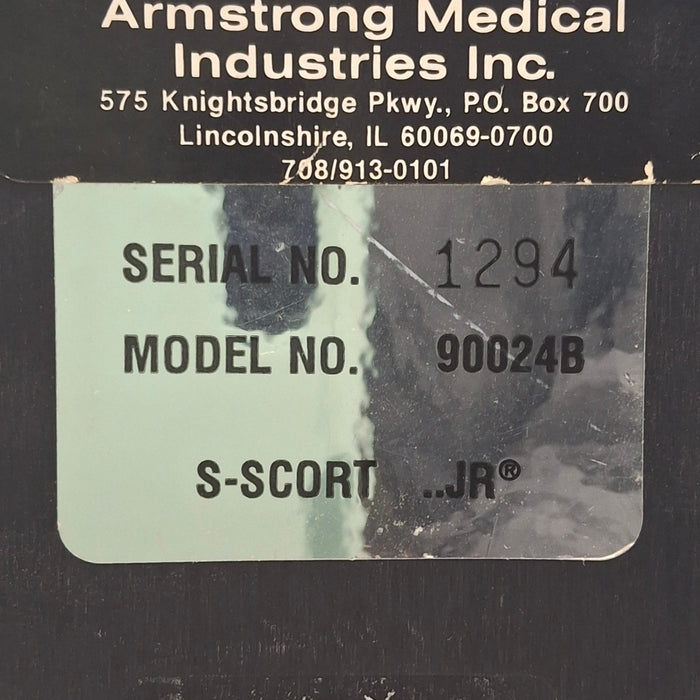 Armstrong Medical
Industries Inc.
575 Knightsbridge Pkwy., P.O. Box 700
Lincolnshire, IL 60069-0700
708/913-0101
SERIAL NO. 1294
MODEL NO. 90024B
S-SCORT ..JR®